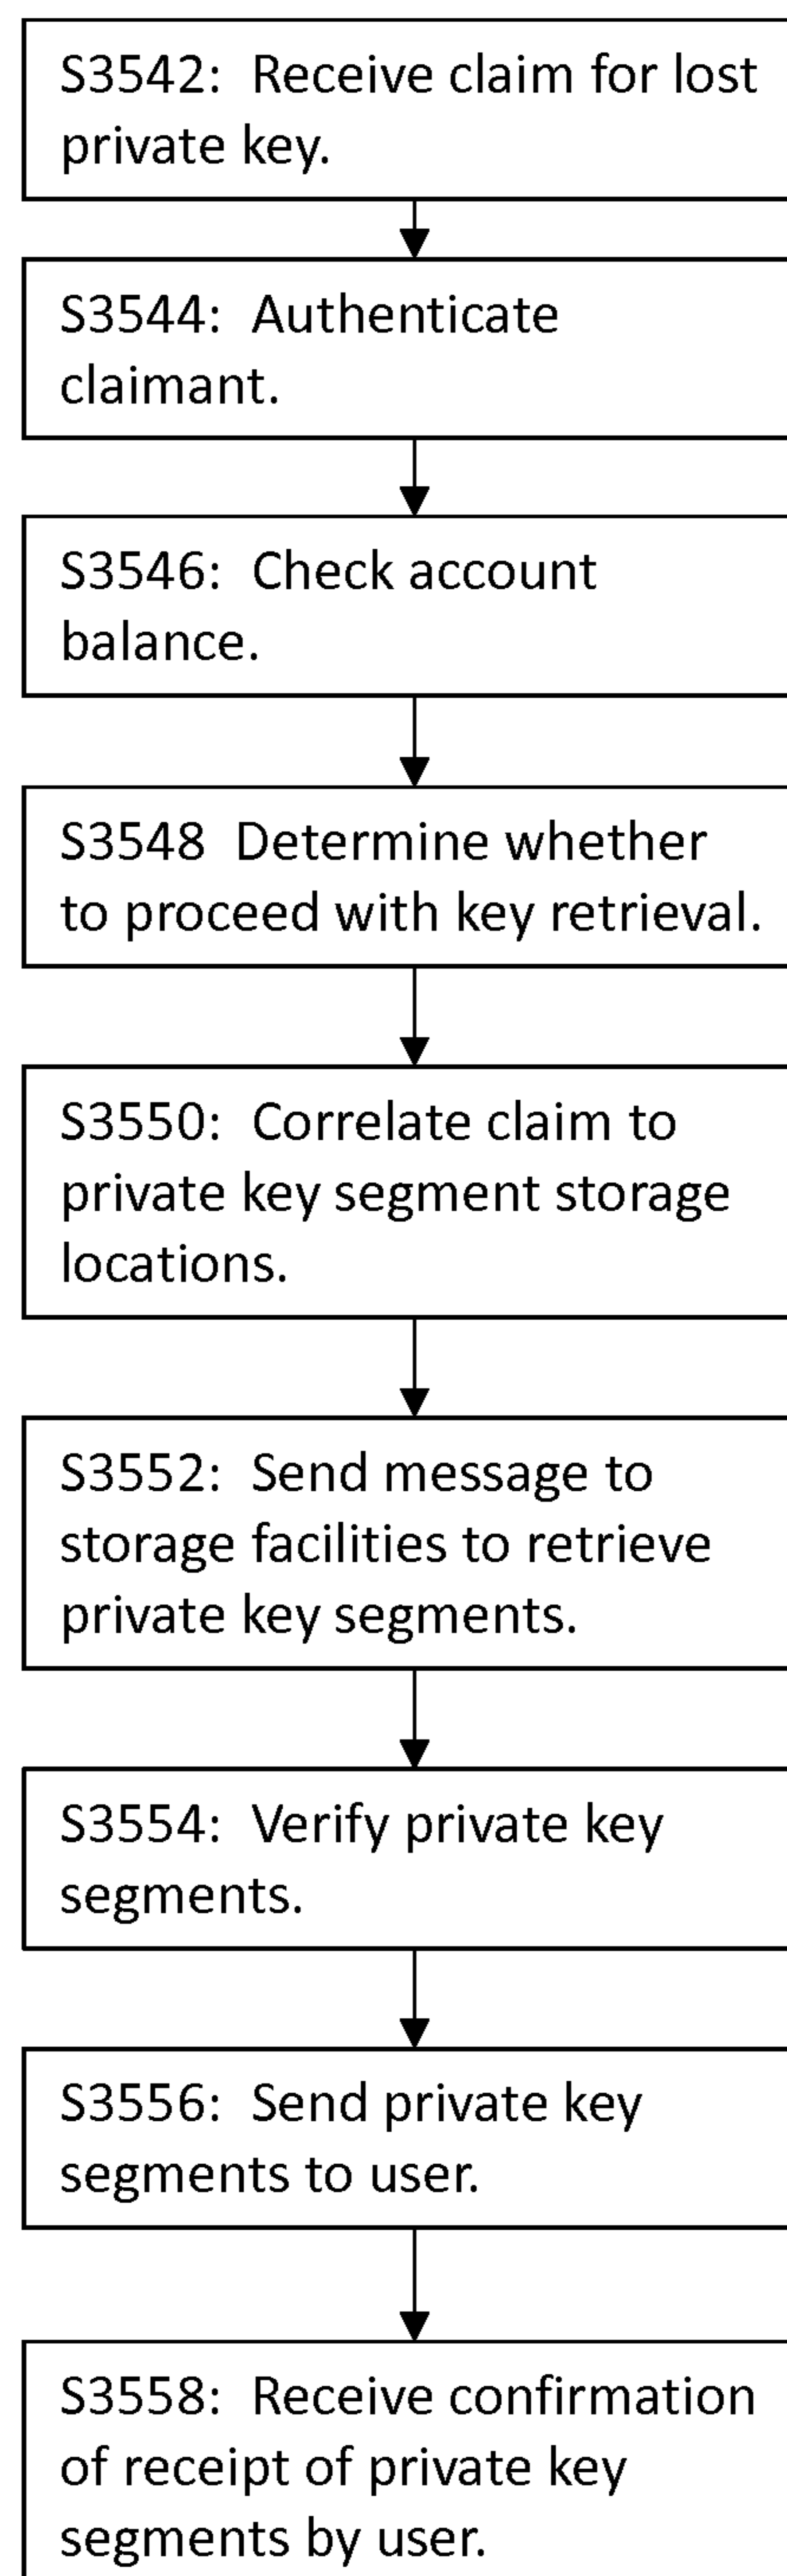 S3542:  Receive claim for lost
private key.
S3544:  Authenticate
claimant.
S3546:  Check account
balance.
S3548  Determine whether
to proceed with key retrieval.
S3550:  Correlate claim to
private key segment storage
locations.
S3552:  Send message to
storage facilities to retrieve
private key segments.
S3554:  Verify private key
segments.
S3556:  Send private key
segments to user.
S3558:  Receive confirmation
of receipt of private key
segments by user.